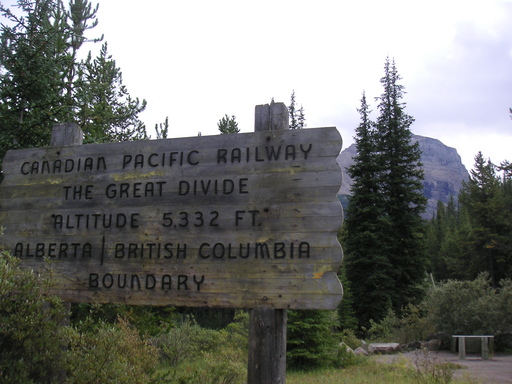 CANADIAN PACIFIC RAILWAY
THE GREAT DIVIDE
"ALTITUDE 5,332 FT."
ALBERTA | BRITISH COLUMBIA
BOUNDARY